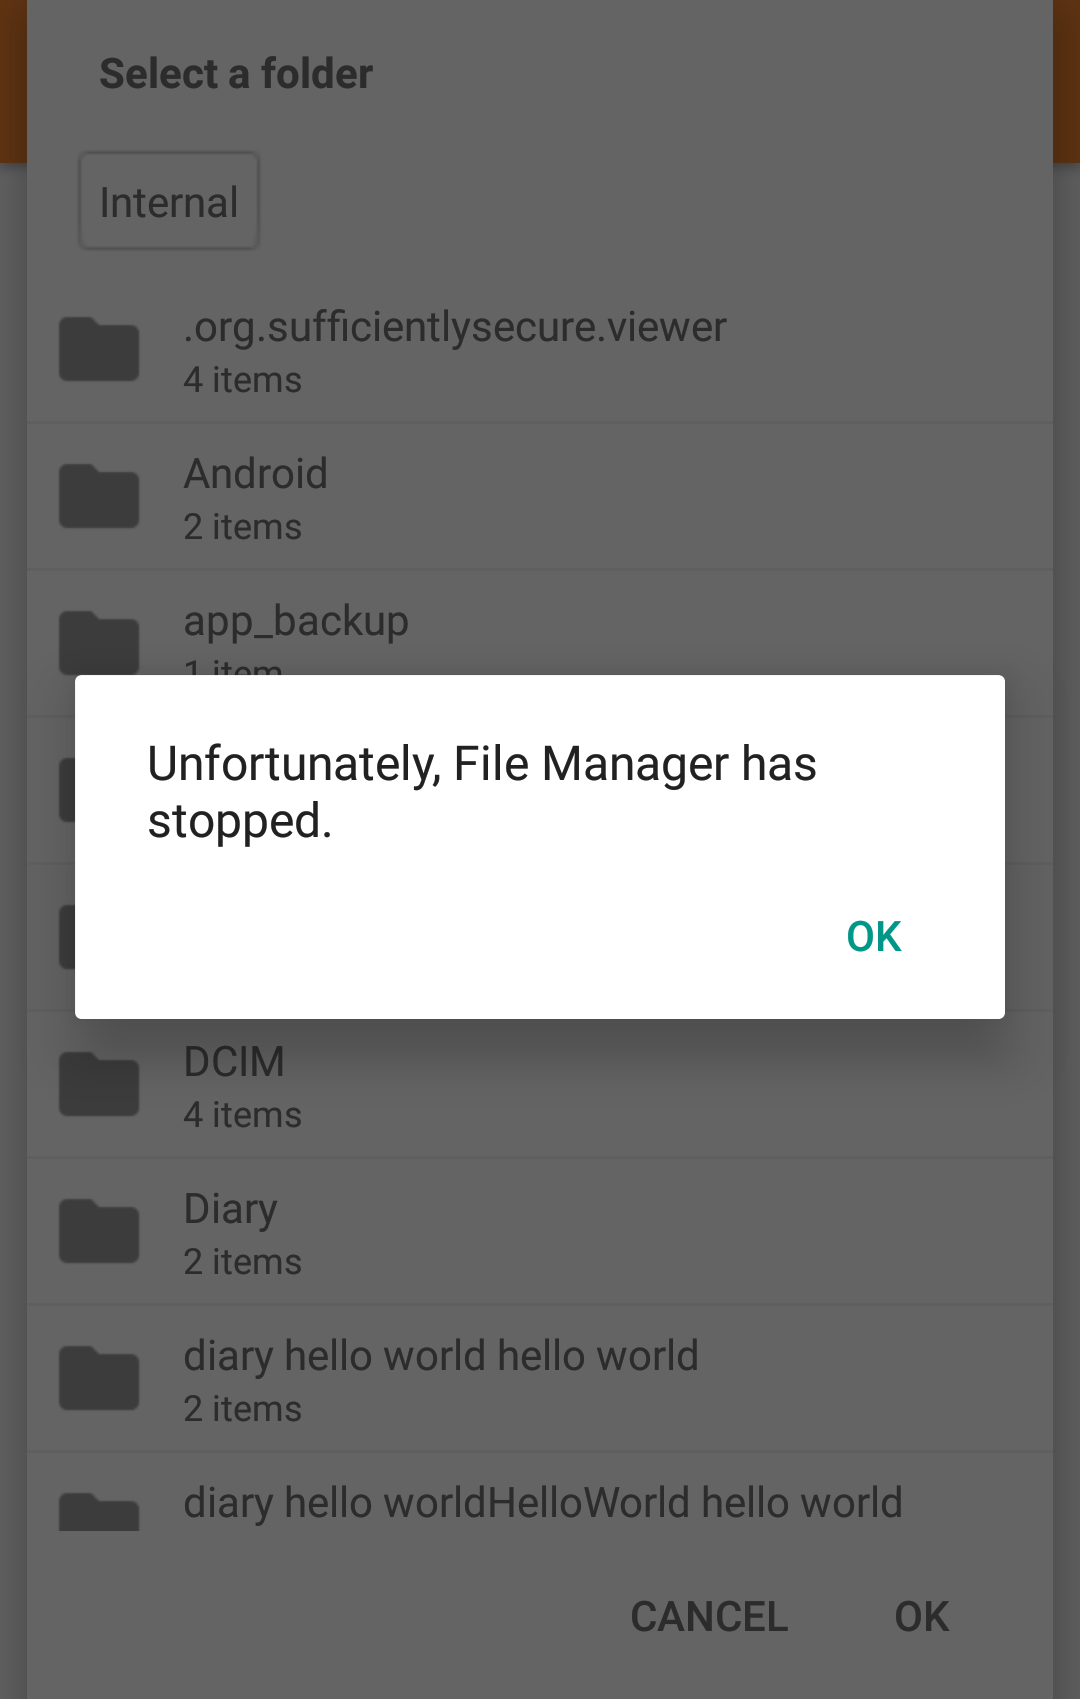 Select a folder
Internal
.org.sufficientlysecure.viewer
4 items
Android
2 items
app_backup
1 item
Unfortunately, File Manager has
stopped.
OK
DCIM
4 items
Diary
2 items
diary hello world hello world
2 items
diary hello worldHelloWorld hello world
CANCEL OK